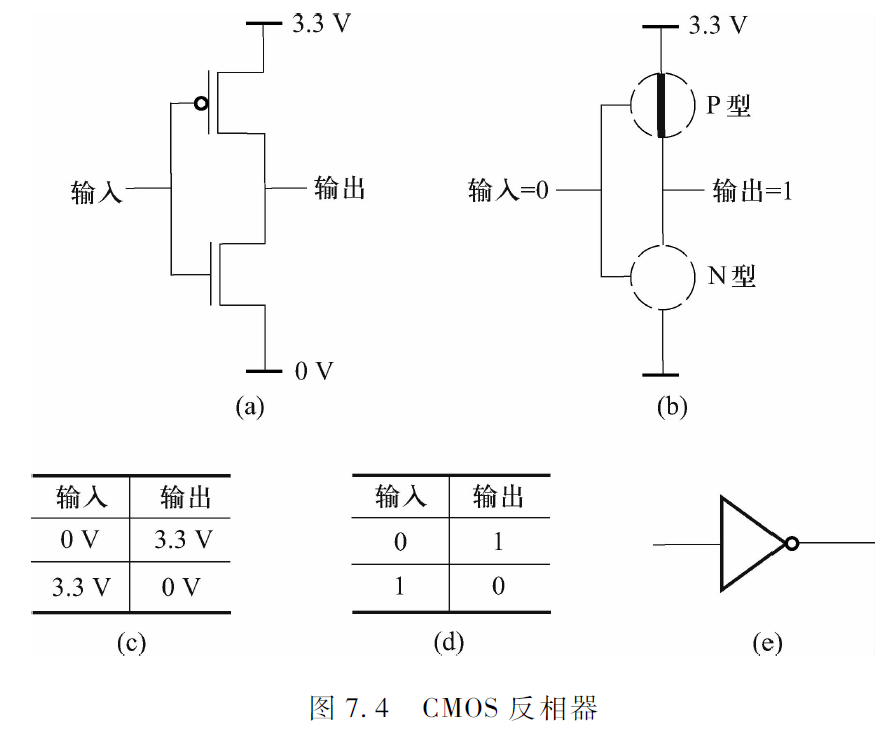 3.3 V
输入
输出
0 V
(a)
3.3 V
P 型
输入=0
输出=1
N 型
(b)
输入 输出
0 V 3.3 V
3.3 V 0 V
(c)
输入 输出
0 1
1 0
(d)
(e)
图 7.4 CMOS 反相器